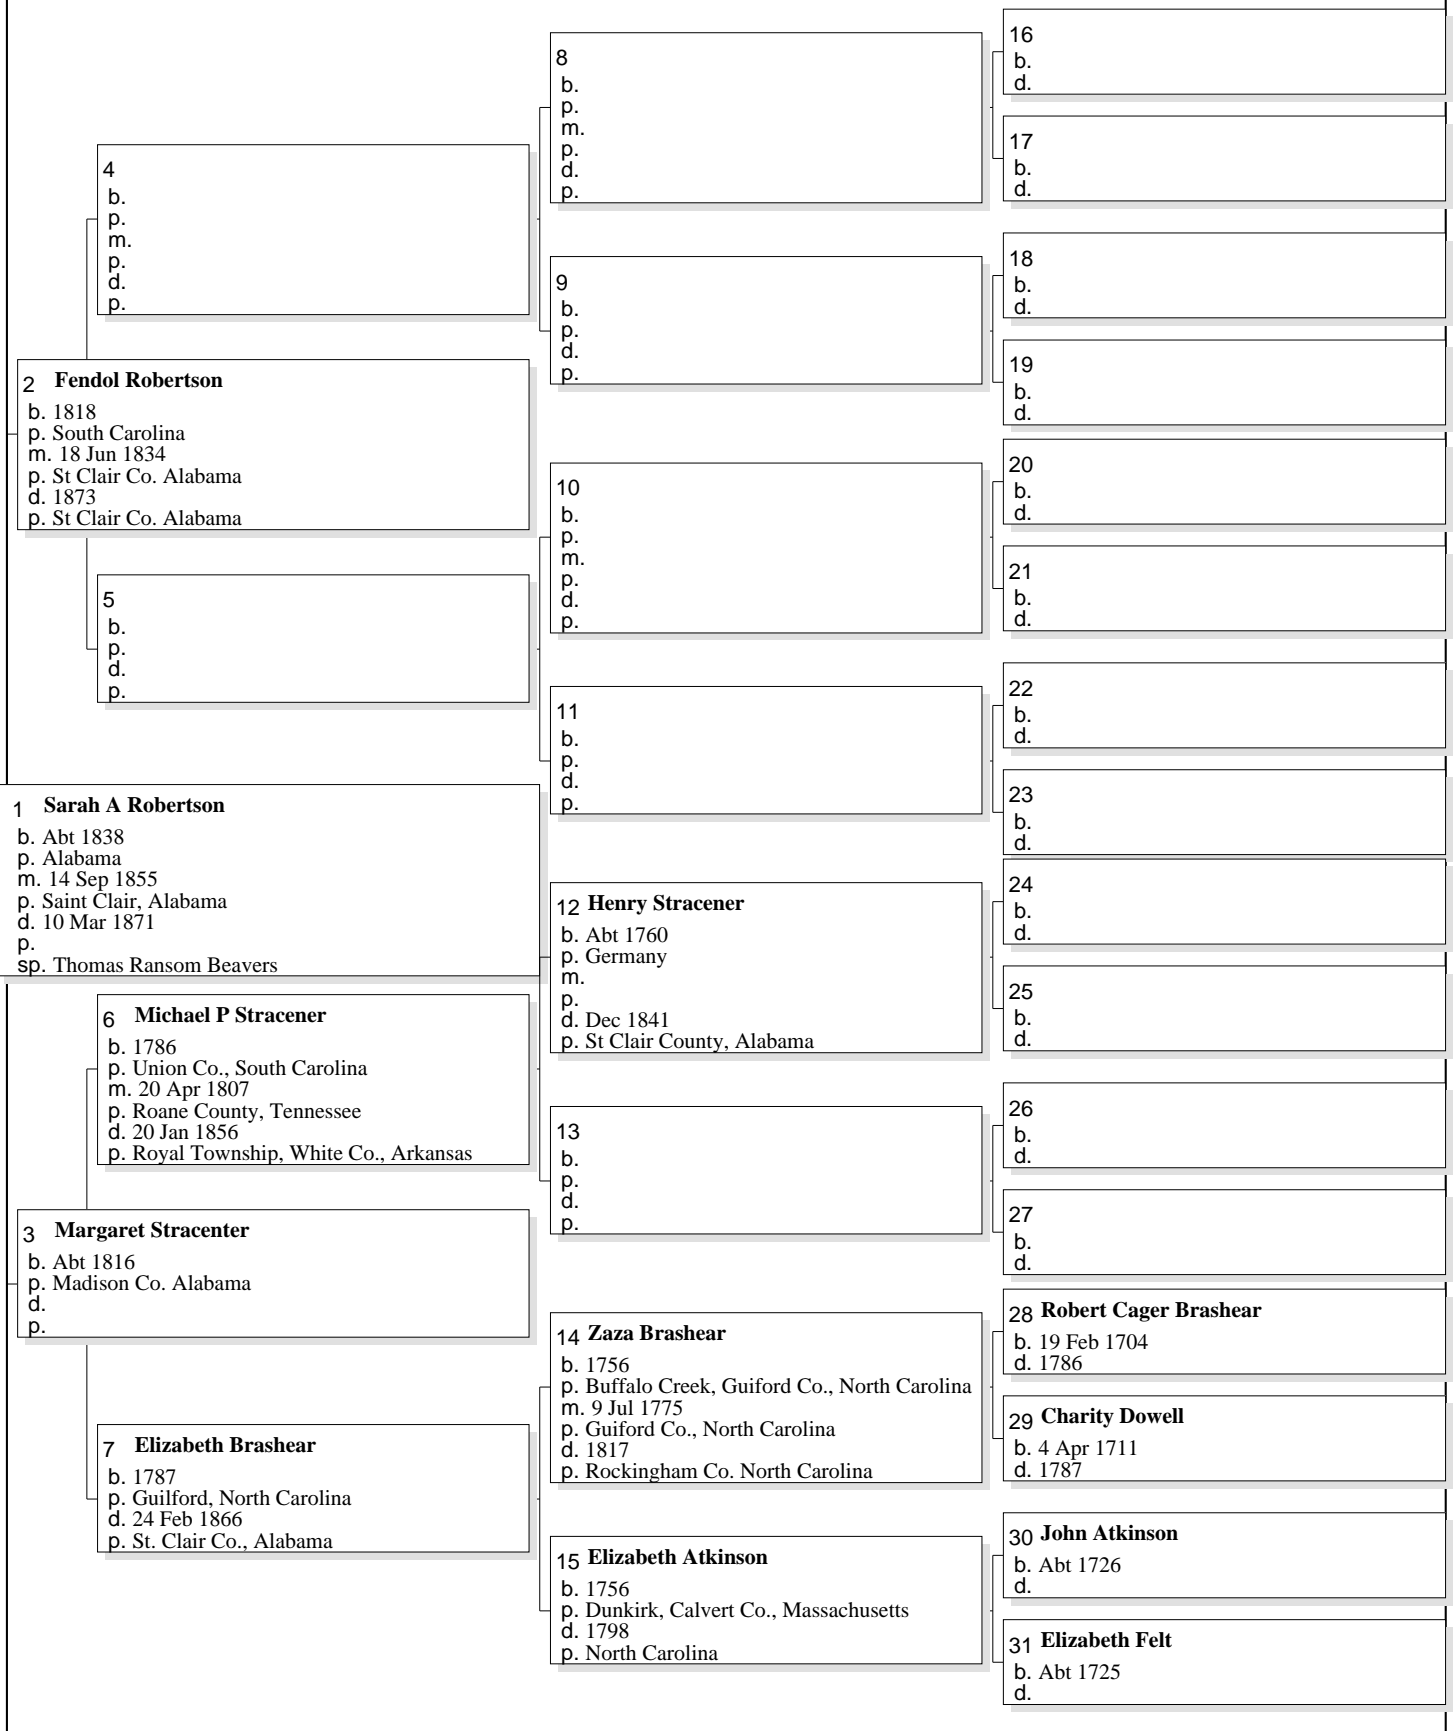 16
b.
d.
8
b.
p.
m.
p.
d.
p.
17
b.
d.
4
b.
p.
m.
p.
d.
p.
18
b.
d.
9
b.
p.
d.
p.
19
b.
d.
2 Fendol Robertson
b. 1818
p. South Carolina
m. 18 Jun 1834
p. St Clair Co. Alabama
d. 1873
p. St Clair Co. Alabama
20
b.
d.
10
b.
p.
m.
p.
d.
p.
21
b.
d.
5
b.
p.
d.
p.
22
b.
d.
11
b.
p.
d.
p.
23
b.
d.
1 Sarah A Robertson
b. Abt 1838
p. Alabama
m. 14 Sep 1855
p. Saint Clair, Alabama
d. 10 Mar 1871
p.
sp. Thomas Ransom Beavers
24
b.
d.
12 Henry Stracener
b. Abt 1760
p. Germany
m.
p.
d. Dec 1841
p. St Clair County, Alabama
25
b.
d.
6 Michael P Stracener
b. 1786
p. Union Co., South Carolina
m. 20 Apr 1807
p. Roane County, Tennessee
d. 20 Jan 1856
p. Royal Township, White Co., Arkansas
26
b.
d.
13
b.
p.
d.
p.
27
b.
d.
3 Margaret Stracenter
b. Abt 1816
p. Madison Co. Alabama
d.
p.
28 Robert Cager Brashear
b. 19 Feb 1704
d. 1786
14 Zaza Brashear
b. 1756
p. Buffalo Creek, Guiford Co., North Carolina
m. 9 Jul 1775
p. Guiford Co., North Carolina
d. 1817
p. Rockingham Co. North Carolina
29 Charity Dowell
b. 4 Apr 1711
d. 1787
7 Elizabeth Brashear
b. 1787
p. Guilford, North Carolina
d. 24 Feb 1866
p. St. Clair Co., Alabama
30 John Atkinson
b. Abt 1726
d.
15 Elizabeth Atkinson
b. 1756
p. Dunkirk, Calvert Co., Massachusetts
d. 1798
p. North Carolina
31 Elizabeth Felt
b. Abt 1725
d.